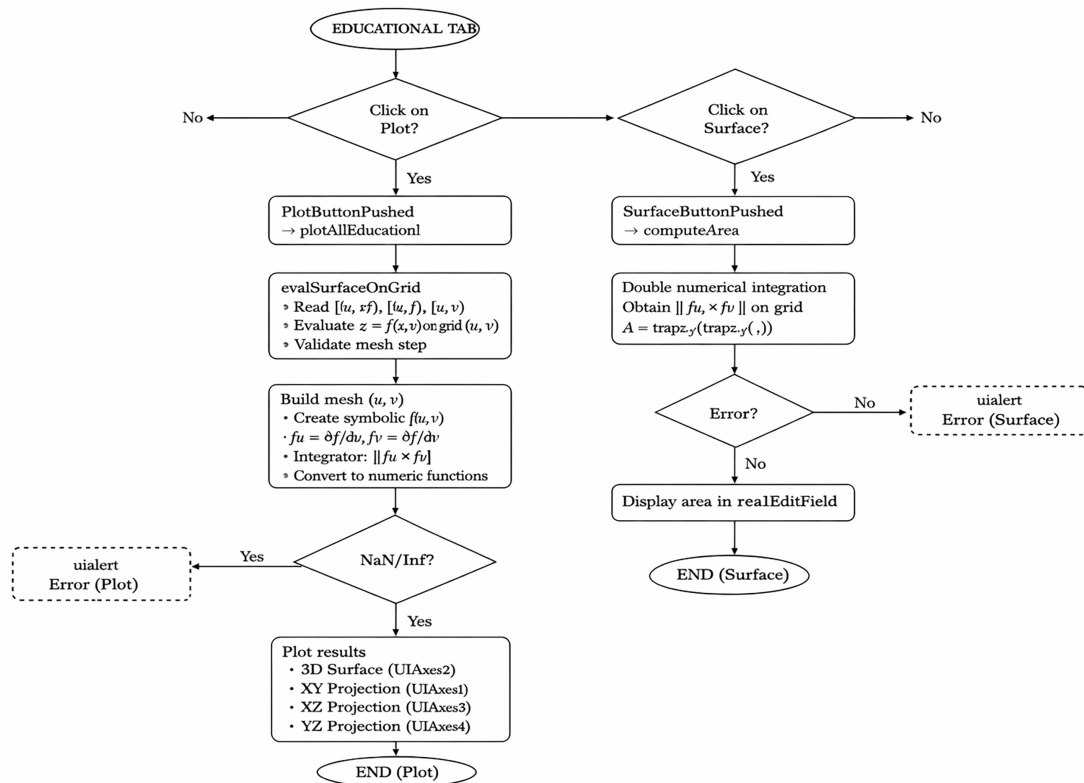 EDUCATIONAL TAB
Click on
Plot?
No
Yes
Click on
Surface?
No
Yes
PlotButtonPushed
→ plotAllEducationl
evalSurfaceOnGrid
Read [u, v)
Evaluate z = f(x, v) on grid (u, v)
Validate mesh step
Build mesh (u, v)
• Create symbolic f(u, v)
· fu = ∂f/∂v, fv = ∂f/∂v
• Integrator: ‖fu × fv]
Convert to numeric functions
NaN/Inf?
Yes
uialert
Error (Plot)
Yes
Plot results
• 3D Surface (UIAxes2)
• XY Projection (UIAxes1)
• XZ Projection (UIAxes3)
• YZ Projection (UIAxes4)
END (Plot)
SurfaceButtonPushed
→ computeArea
Double numerical integration
Obtain ‖ fu, × fv ‖ on grid
A = trapz.y(trapz.y( ,))
Error?
No
uialert
Error (Surface)
No
Display area in realEditField
END (Surface)